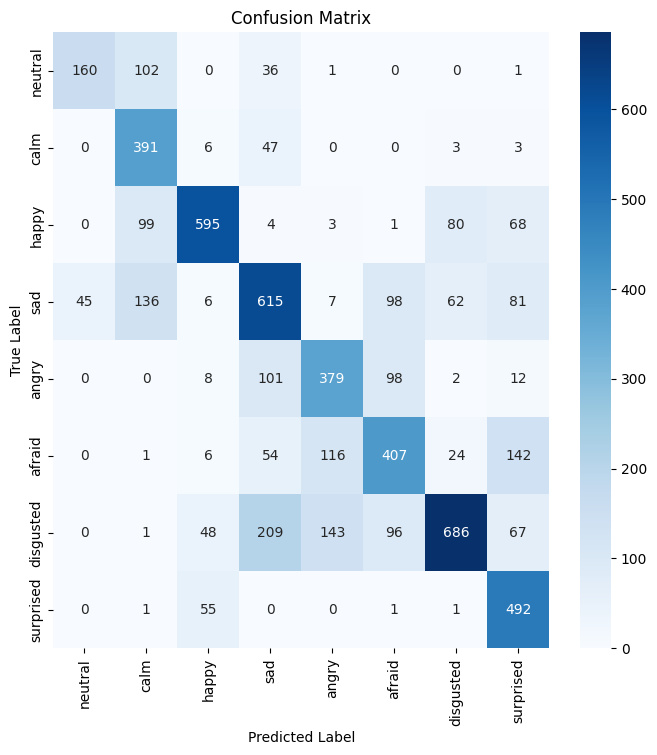 Confusion Matrix
neutral 160 102 0 36 1 0 0 1
calm 0 391 6 47 0 0 3 3
happy 0 99 595 4 3 1 80 68
sad 45 136 6 615 7 98 62 81
angry 0 0 8 101 379 98 2 12
afraid 0 1 6 54 116 407 24 142
disgusted 0 1 48 209 143 96 686 67
surprised 0 1 55 0 0 1 1 492
True Label
neutral calm happy sad angry afraid disgusted surprised
Predicted Label
600
500
400
300
200
100
0